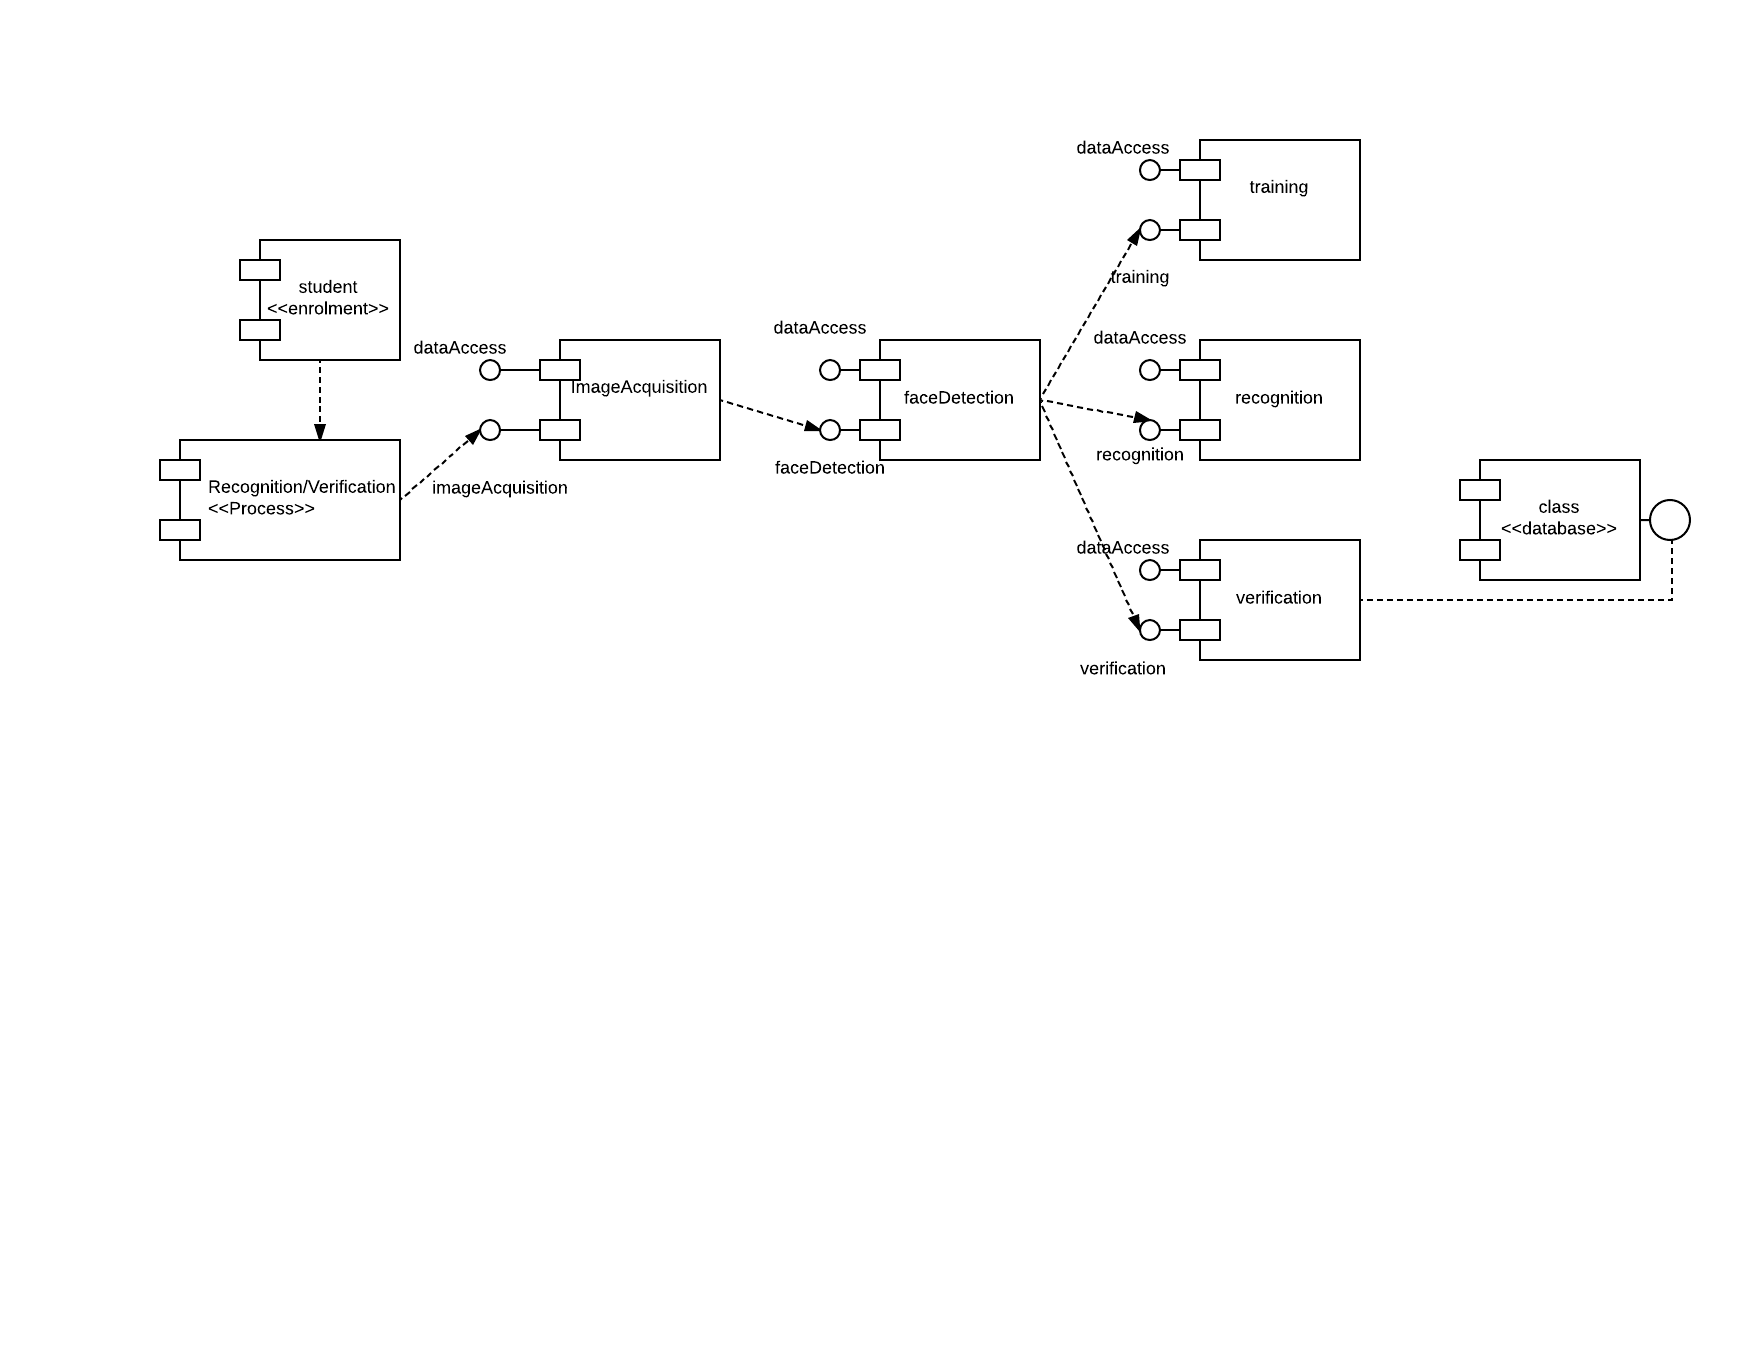 dataAccess
training
training
student
<<enrolment>>
dataAccess
imageAcquisition
imageAcquisition
dataAccess
faceDetection
faceDetection
dataAccess
recognition
recognition
Recognition/Verification
<<Process>>
class
<<database>>
dataAccess
verification
verification